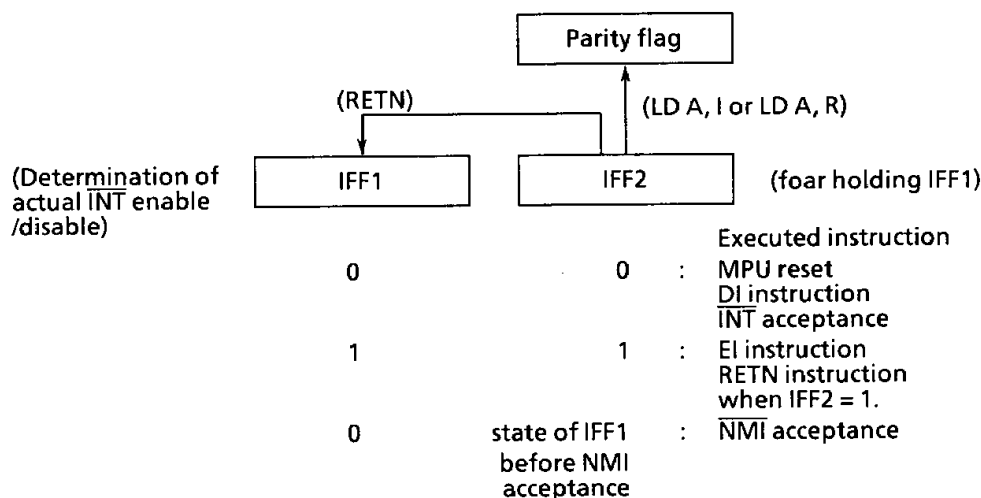 Parity flag
(RETN)
(LD A, I or LD A, R)
(Determination of
actual INT enable
/disable)
IFF1
IFF2
(foar holding IFF1)
Executed instruction
0 0 : MPU reset
DI instruction
INT acceptance
1 1 : EI instruction
RETN instruction
when IFF2 = 1.
0 state of IFF1 : NMI acceptance
before NMI
acceptance